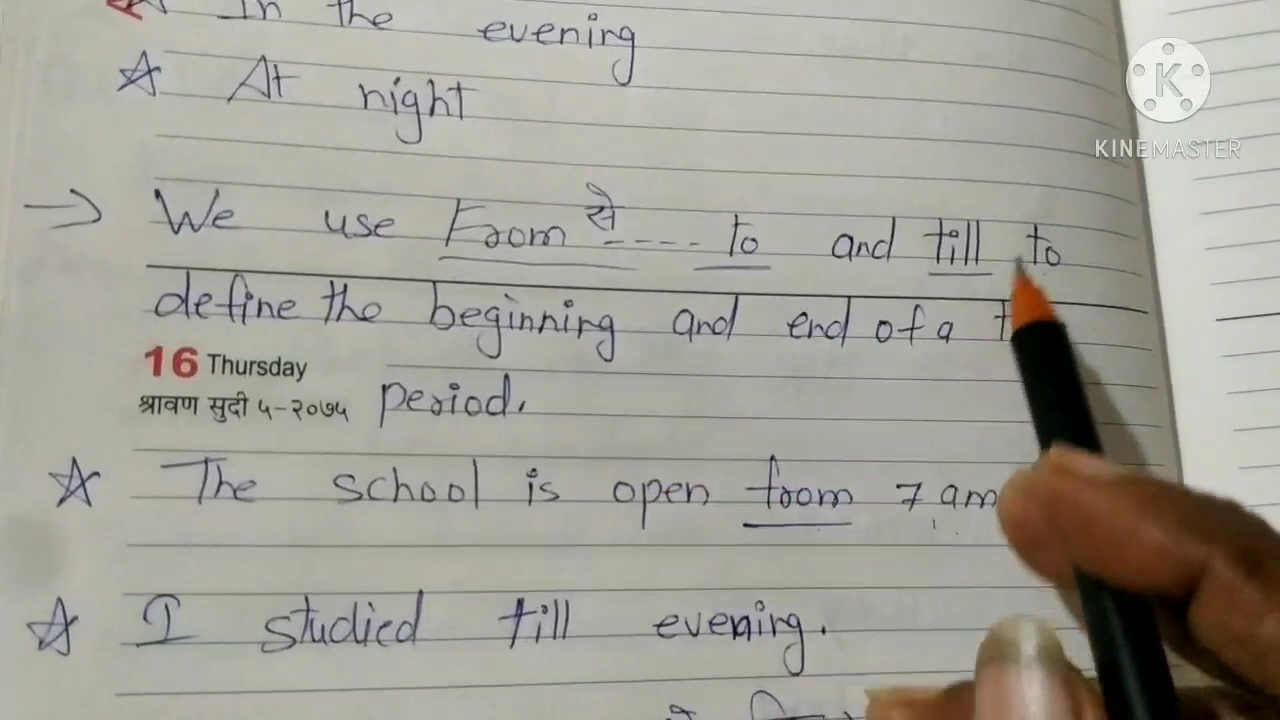 In the evening
At night
We use From से ---- to and till to
define the beginning and end of a
16 Thursday
श्रावण सुदी ५-२०७५ period.
The school is open from 7 am
I studied till evening.
K
KINEMASTER